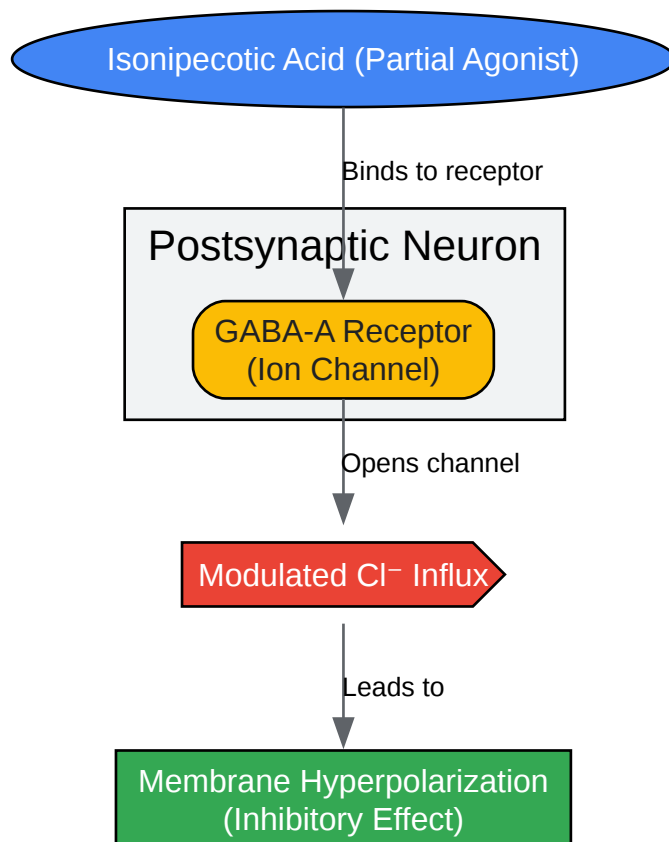 Isonipecotic Acid (Partial Agonist)
Binds to receptor
Postsynaptic Neuron
GABA-A Receptor
(Ion Channel)
Opens channel
Modulated Cl⁻ Influx
Leads to
Membrane Hyperpolarization
(Inhibitory Effect)